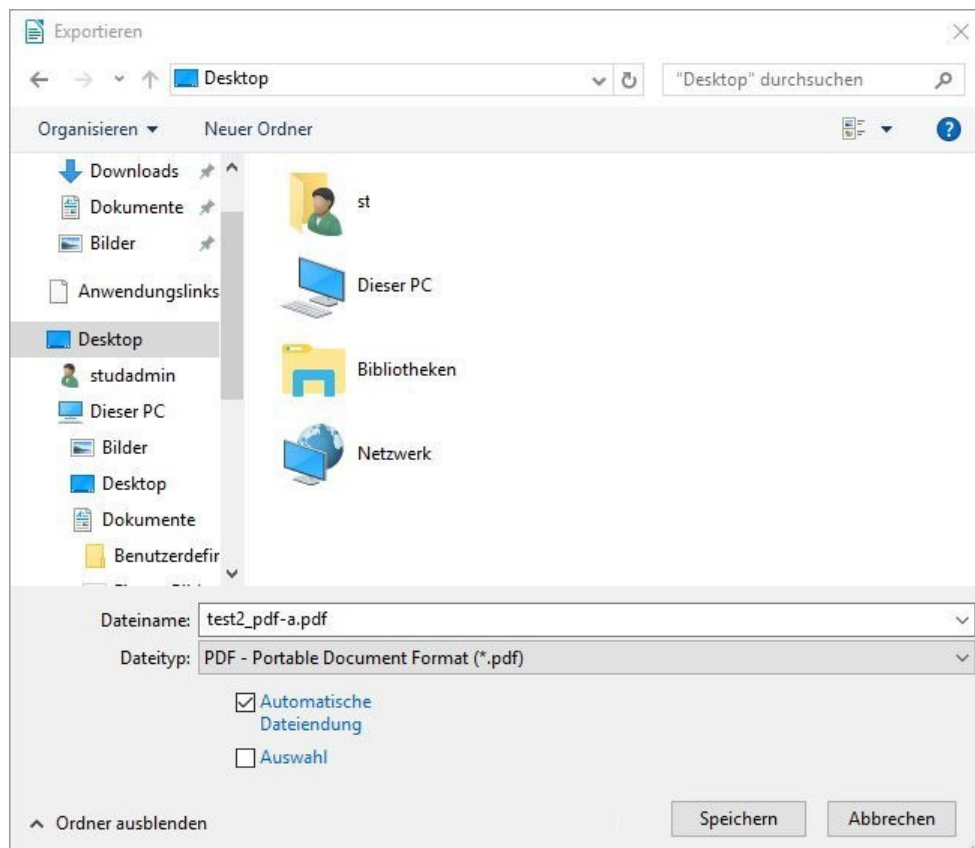 Exportieren
Desktop
"Desktop" durchsuchen
Organisieren
Neuer Ordner
Downloads
Dokumente
Bilder
Anwendungslinks
Desktop
studadmin
Dieser PC
Bilder
Desktop
Dokumente
Benutzerdefir
st
Dieser PC
Bibliotheken
Netzwerk
Dateiname: test2_pdf-a.pdf
Dateityp: PDF - Portable Document Format (*.pdf)
Automatische
Dateiendung
Auswahl
Ordner ausblenden
Speichern
Abbrechen